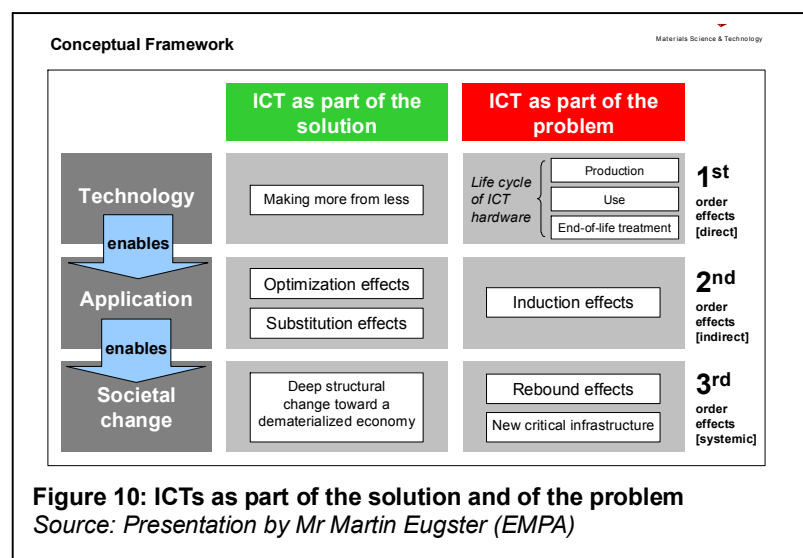 Conceptual Framework
Materials Science & Technology
ICT as part of the
solution
ICT as part of the
problem
Technology
Making more from less
Life cycle
of ICT
hardware
Production
Use
End-of-life treatment
1st
order
effects
[direct]
enables
Application
Optimization effects
Substitution effects
Induction effects
2nd
order
effects
[indirect]
enables
Societal
change
Deep structural
change toward a
dematerialized economy
Rebound effects
New critical infrastructure
3rd
order
effects
[systemic]
Figure 10: ICTs as part of the solution and of the problem
Source: Presentation by Mr Martin Eugster (EMPA)